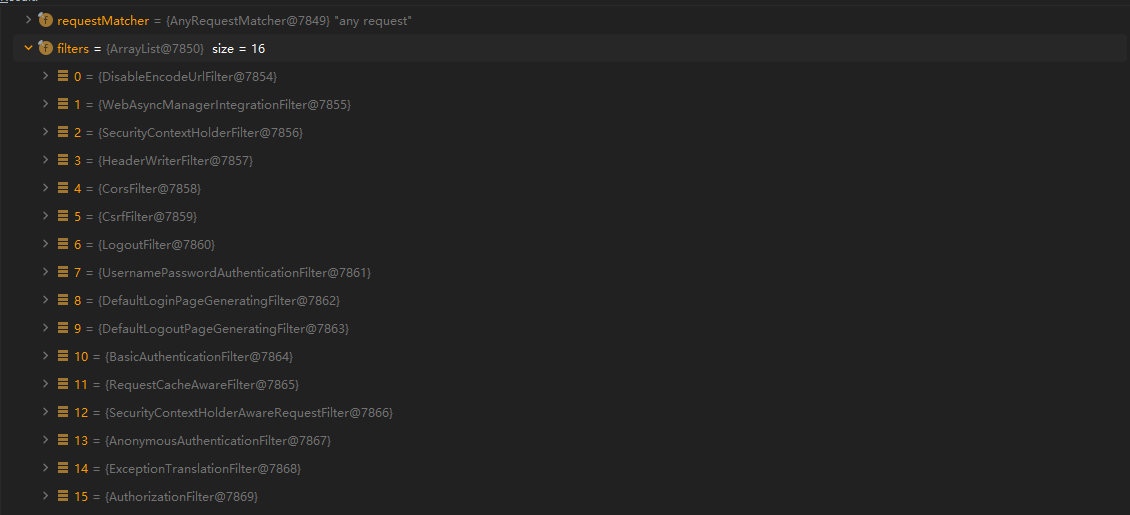 requestMatcher = {AnyRequestMatcher@7849} "any request"
filters = {ArrayList@7850} size = 16
0 = {DisableEncodeUrlFilter@7854}
1 = {WebAsyncManagerIntegrationFilter@7855}
2 = {SecurityContextHolderFilter@7856}
3 = {HeaderWriterFilter@7857}
4 = {CorsFilter@7858}
5 = {CsrfFilter@7859}
6 = {LogoutFilter@7860}
7 = {UsernamePasswordAuthenticationFilter@7861}
8 = {DefaultLoginPageGeneratingFilter@7862}
9 = {DefaultLogoutPageGeneratingFilter@7863}
10 = {BasicAuthenticationFilter@7864}
11 = {RequestCacheAwareFilter@7865}
12 = {SecurityContextHolderAwareRequestFilter@7866}
13 = {AnonymousAuthenticationFilter@7867}
14 = {ExceptionTranslationFilter@7868}
15 = {AuthorizationFilter@7869}